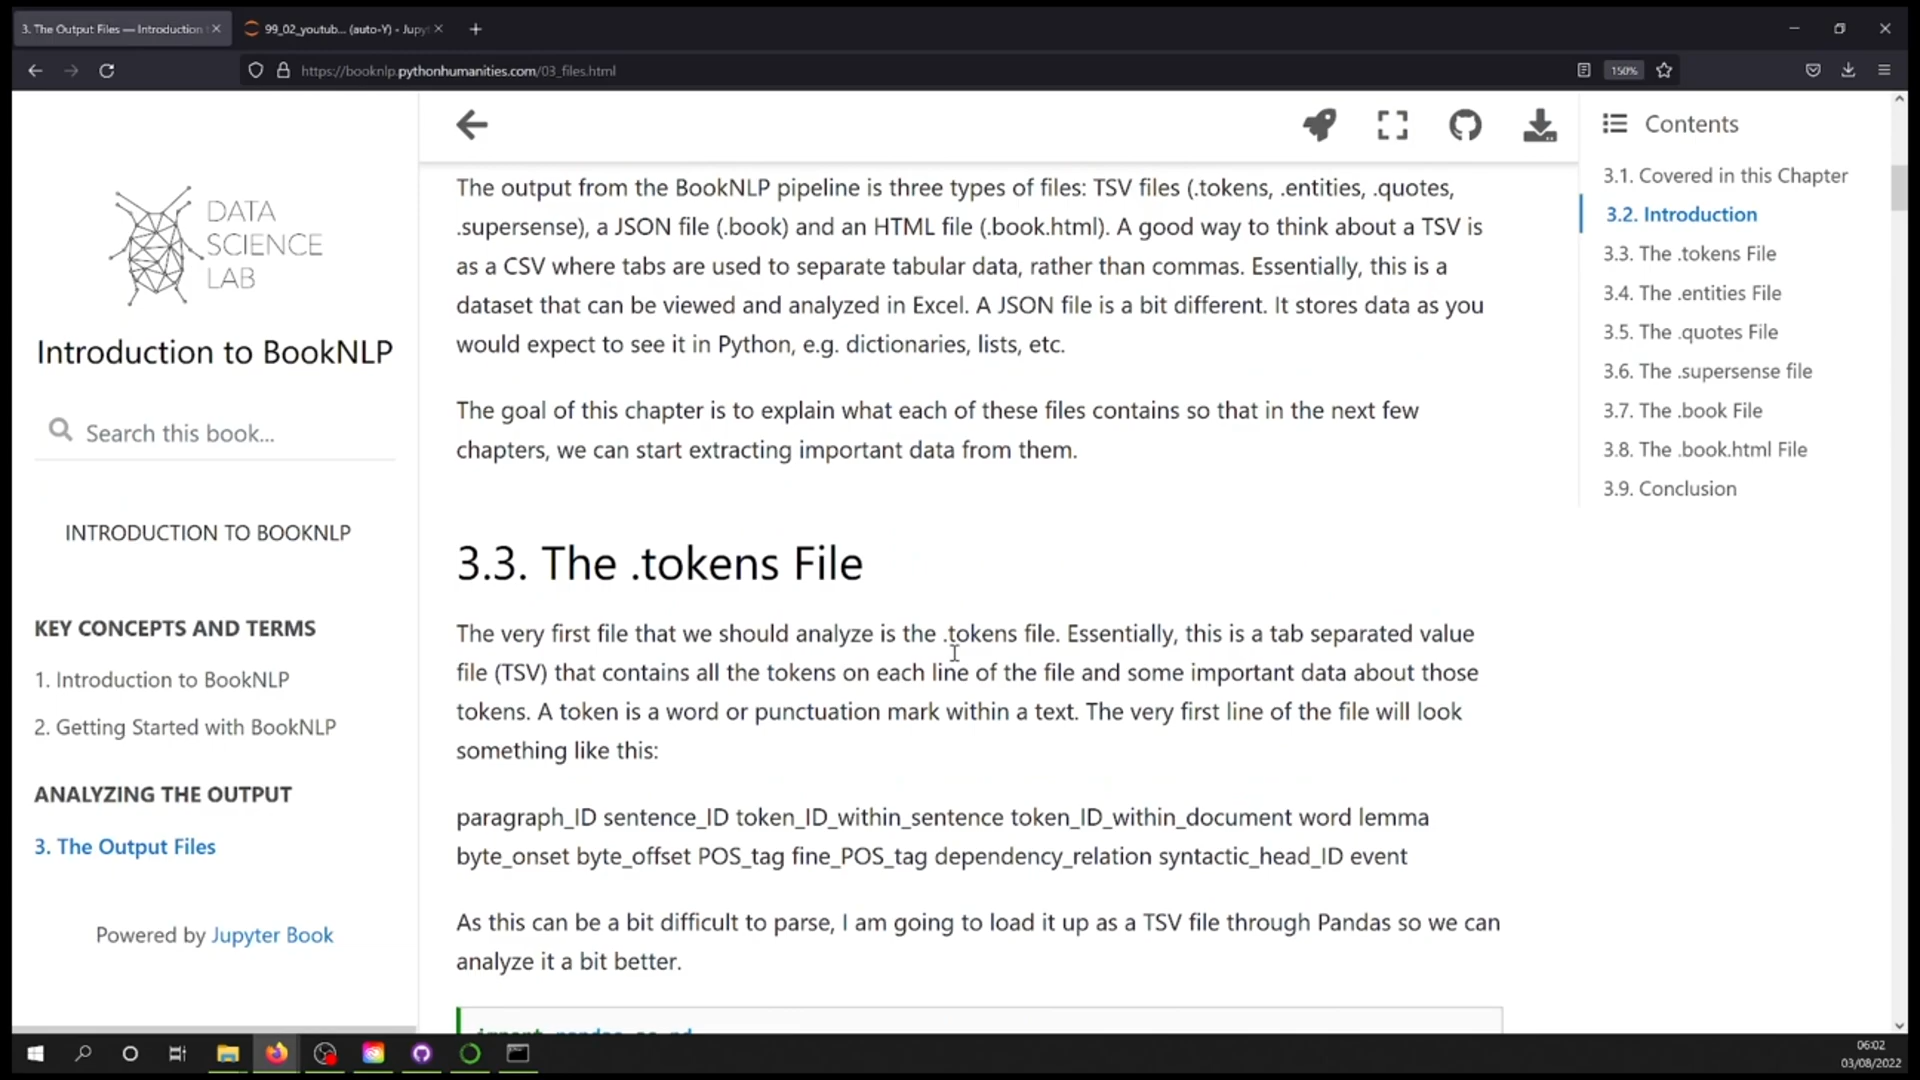 3. The Output Files — Introduction
99_02_youtub... (auto-Y) - Jupy
https://booknlp.pythonhumanities.com/03_files.html
150%
DATA
SCIENCE
LAB
Introduction to BookNLP
Search this book...
INTRODUCTION TO BOOKNLP
KEY CONCEPTS AND TERMS
1. Introduction to BookNLP
2. Getting Started with BookNLP
ANALYZING THE OUTPUT
3. The Output Files
Powered by Jupyter Book
The output from the BookNLP pipeline is three types of files: TSV files (.tokens, .entities, .quotes,
.supersense), a JSON file (.book) and an HTML file (.book.html). A good way to think about a TSV is
as a CSV where tabs are used to separate tabular data, rather than commas. Essentially, this is a
dataset that can be viewed and analyzed in Excel. A JSON file is a bit different. It stores data as you
would expect to see it in Python, e.g. dictionaries, lists, etc.
The goal of this chapter is to explain what each of these files contains so that in the next few
chapters, we can start extracting important data from them.
3.3. The .tokens File
The very first file that we should analyze is the .tokens file. Essentially, this is a tab separated value
file (TSV) that contains all the tokens on each line of the file and some important data about those
tokens. A token is a word or punctuation mark within a text. The very first line of the file will look
something like this:
paragraph_ID sentence_ID token_ID_within_sentence token_ID_within_document word lemma
byte_onset byte_offset POS_tag fine_POS_tag dependency_relation syntactic_head_ID event
As this can be a bit difficult to parse, I am going to load it up as a TSV file through Pandas so we can
analyze it a bit better.
import pandas as pd
Contents
3.1. Covered in this Chapter
3.2. Introduction
3.3. The .tokens File
3.4. The .entities File
3.5. The .quotes File
3.6. The .supersense file
3.7. The .book File
3.8. The .book.html File
3.9. Conclusion
06:02
03/08/2022